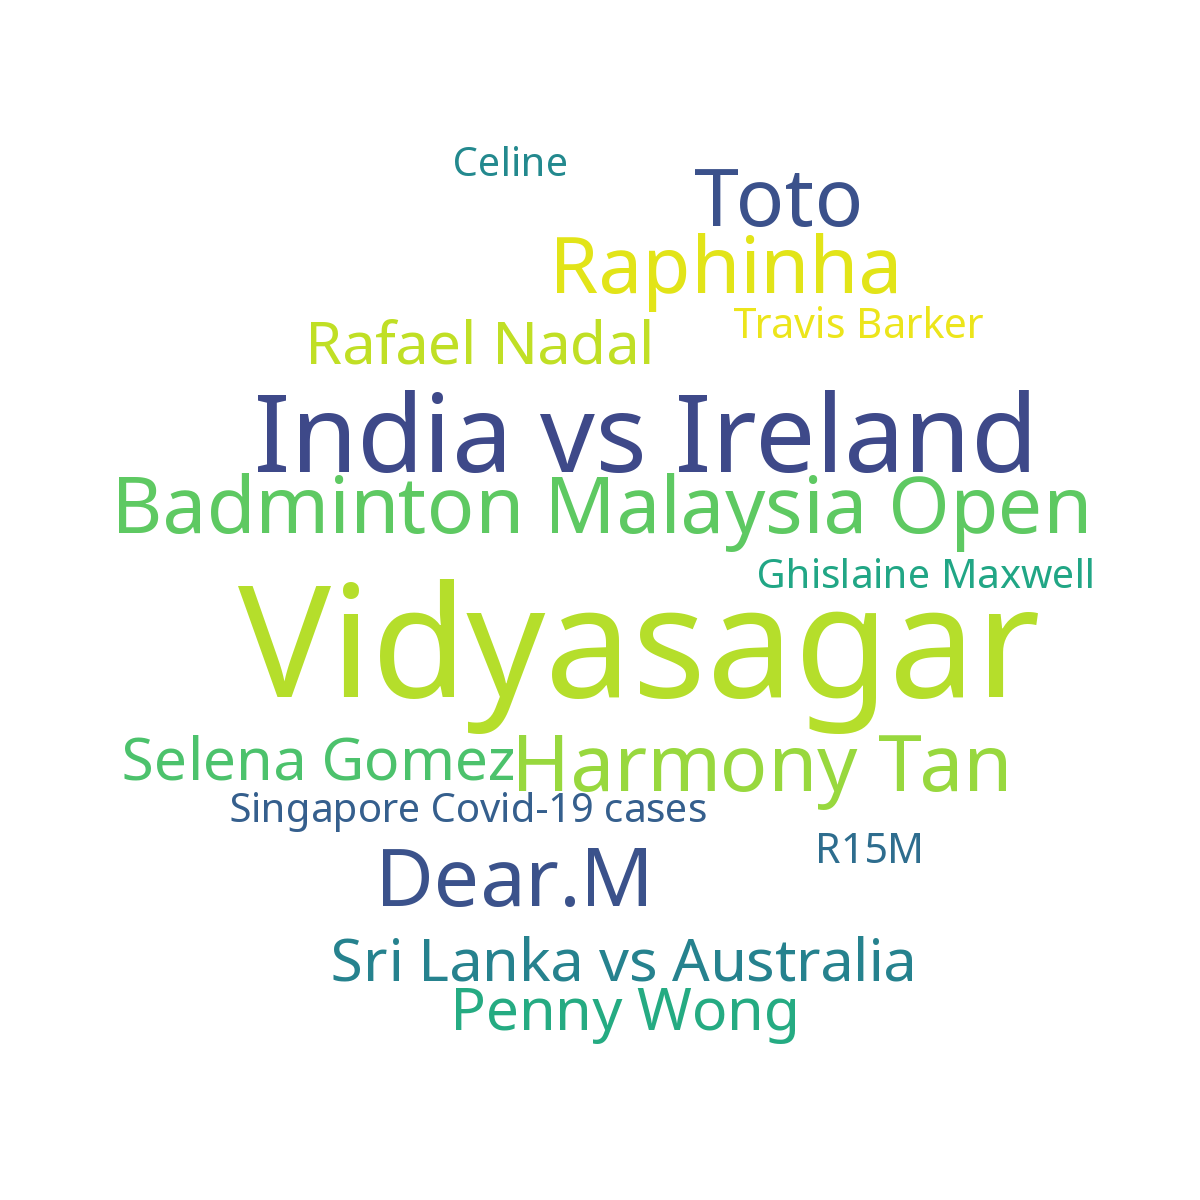 Celine
Toto
Raphinha
Travis Barker
Rafael Nadal
India vs Ireland
Badminton Malaysia Open
Ghislaine Maxwell
Vidyasagar
Selena Gomez
Harmony Tan
Singapore Covid-19 cases
R15M
Dear.M
Sri Lanka vs Australia
Penny Wong